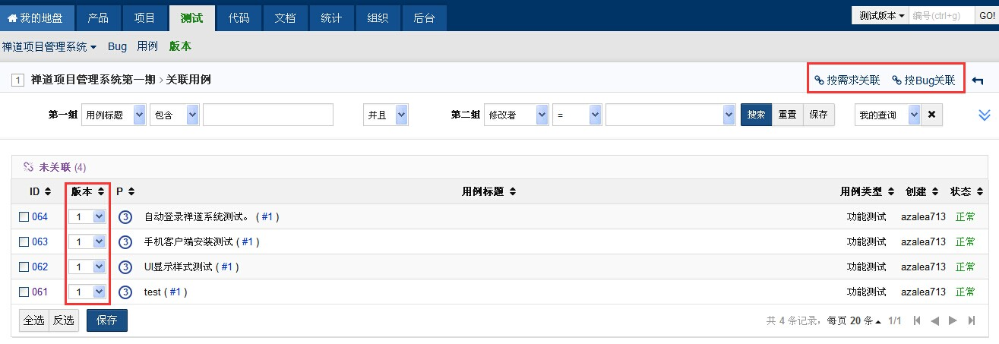 我的地盘 产品 项目 测试 代码 文档 统计 组织 后台 测试版本 编号(ctrl+g) GO!
禅道项目管理系统 Bug 用例 版本
1 禅道项目管理系统第一期 > 关联用例 按需求关联 按Bug关联
第一组 用例标题 包含 并且 第二组 修改者 = 搜索 重置 保存 我的查询
未关联 (4)
ID 版本 P 用例标题 用例类型 创建 状态
064 1 3 自动登录禅道系统测试。 ( #1 ) 功能测试 azalea713 正常
063 1 3 手机客户端安装测试 ( #1 ) 功能测试 azalea713 正常
062 1 3 UI显示样式测试 ( #1 ) 功能测试 azalea713 正常
061 1 3 test ( #1 ) 功能测试 azalea713 正常
全选 反选 保存 共 4 条记录，每页 20 条 1/1